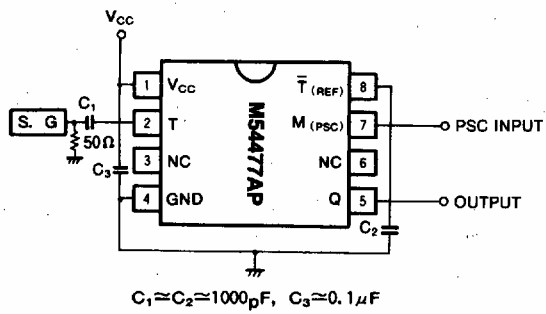 VCC
1 VCC
2 T
3 NC
4 GND
M54477AP
T̅(REF) 8
M(PSC) 7
NC 6
Q 5
S. G
C1
50Ω
C3
C2
PSC INPUT
OUTPUT
C1≃C2≃1000pF, C3≃0.1μF